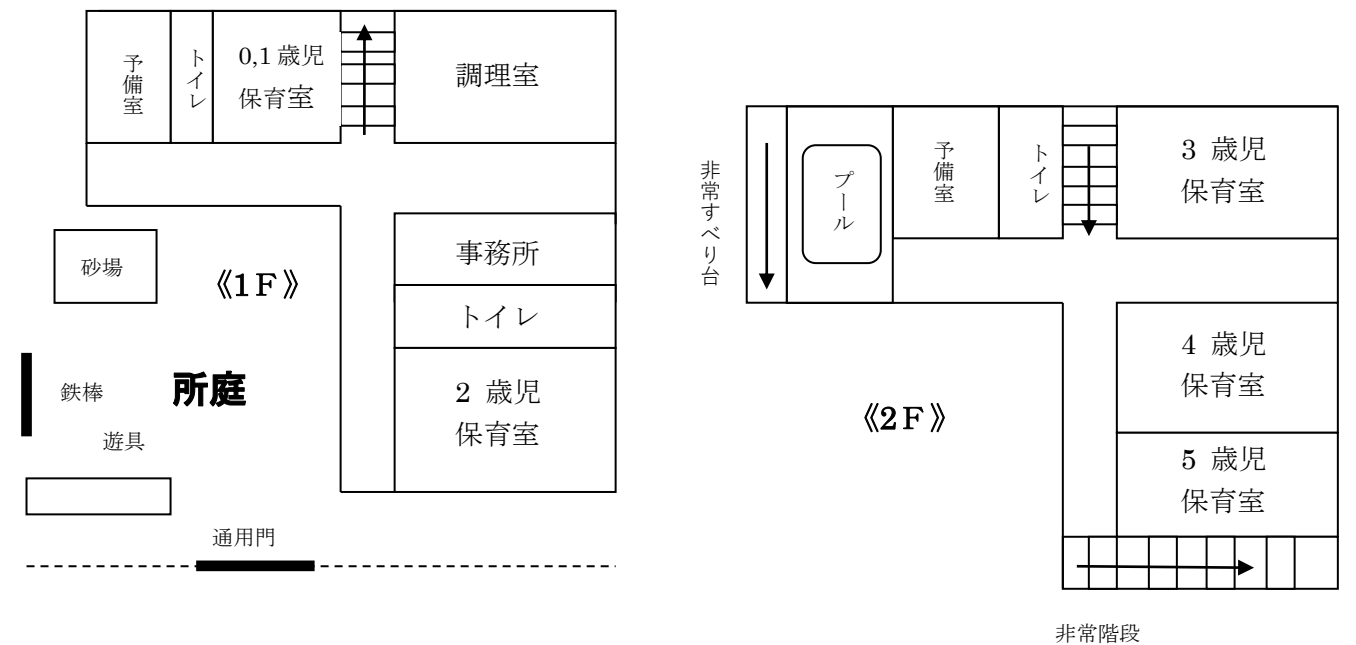 予備室
トイレ
0,1歳児
保育室
調理室
事務所
トイレ
2 歳児
保育室
砂場
《1F》
鉄棒
所庭
遊具
通用門
非常すべり台
プール
予備室
トイレ
3 歳児
保育室
4 歳児
保育室
5 歳児
保育室
《2F》
非常階段